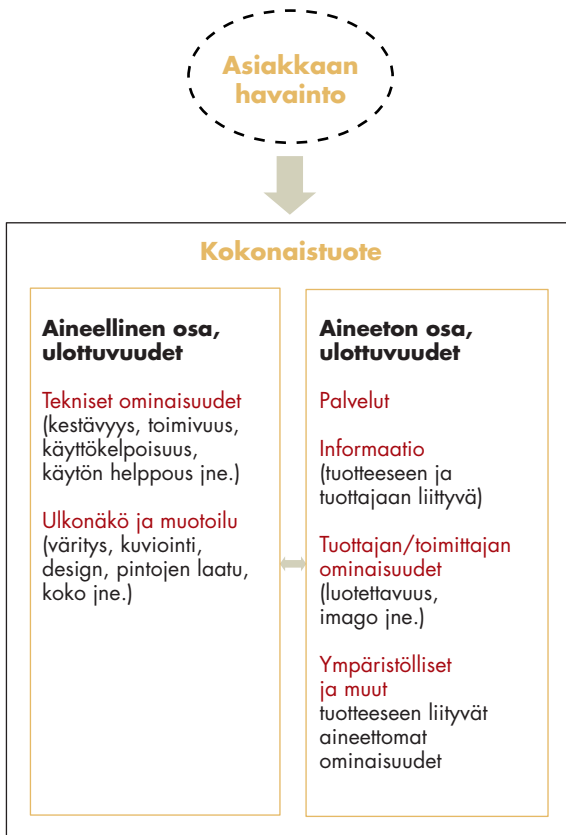 Asiakkaan
havainto
Kokonaistuote
Aineellinen osa,
ulottuvuudet
Tekniset ominaisuudet
(kestävyys, toimivuus,
käyttökelpoisuus,
käytön helppous jne.)
Ulkonäkö ja muotoilu
(väritys, kuviointi,
design, pintojen laatu,
koko jne.)
Aineeton osa,
ulottuvuudet
Palvelut
Informaatio
(tuotteeseen ja
tuottajaan liittyvä)
Tuottajan/toimittajan
ominaisuudet
(luotettavuus,
imago jne.)
Ympäristölliset
ja muut
tuotteeseen liityvät
aineettomat
ominaisuudet